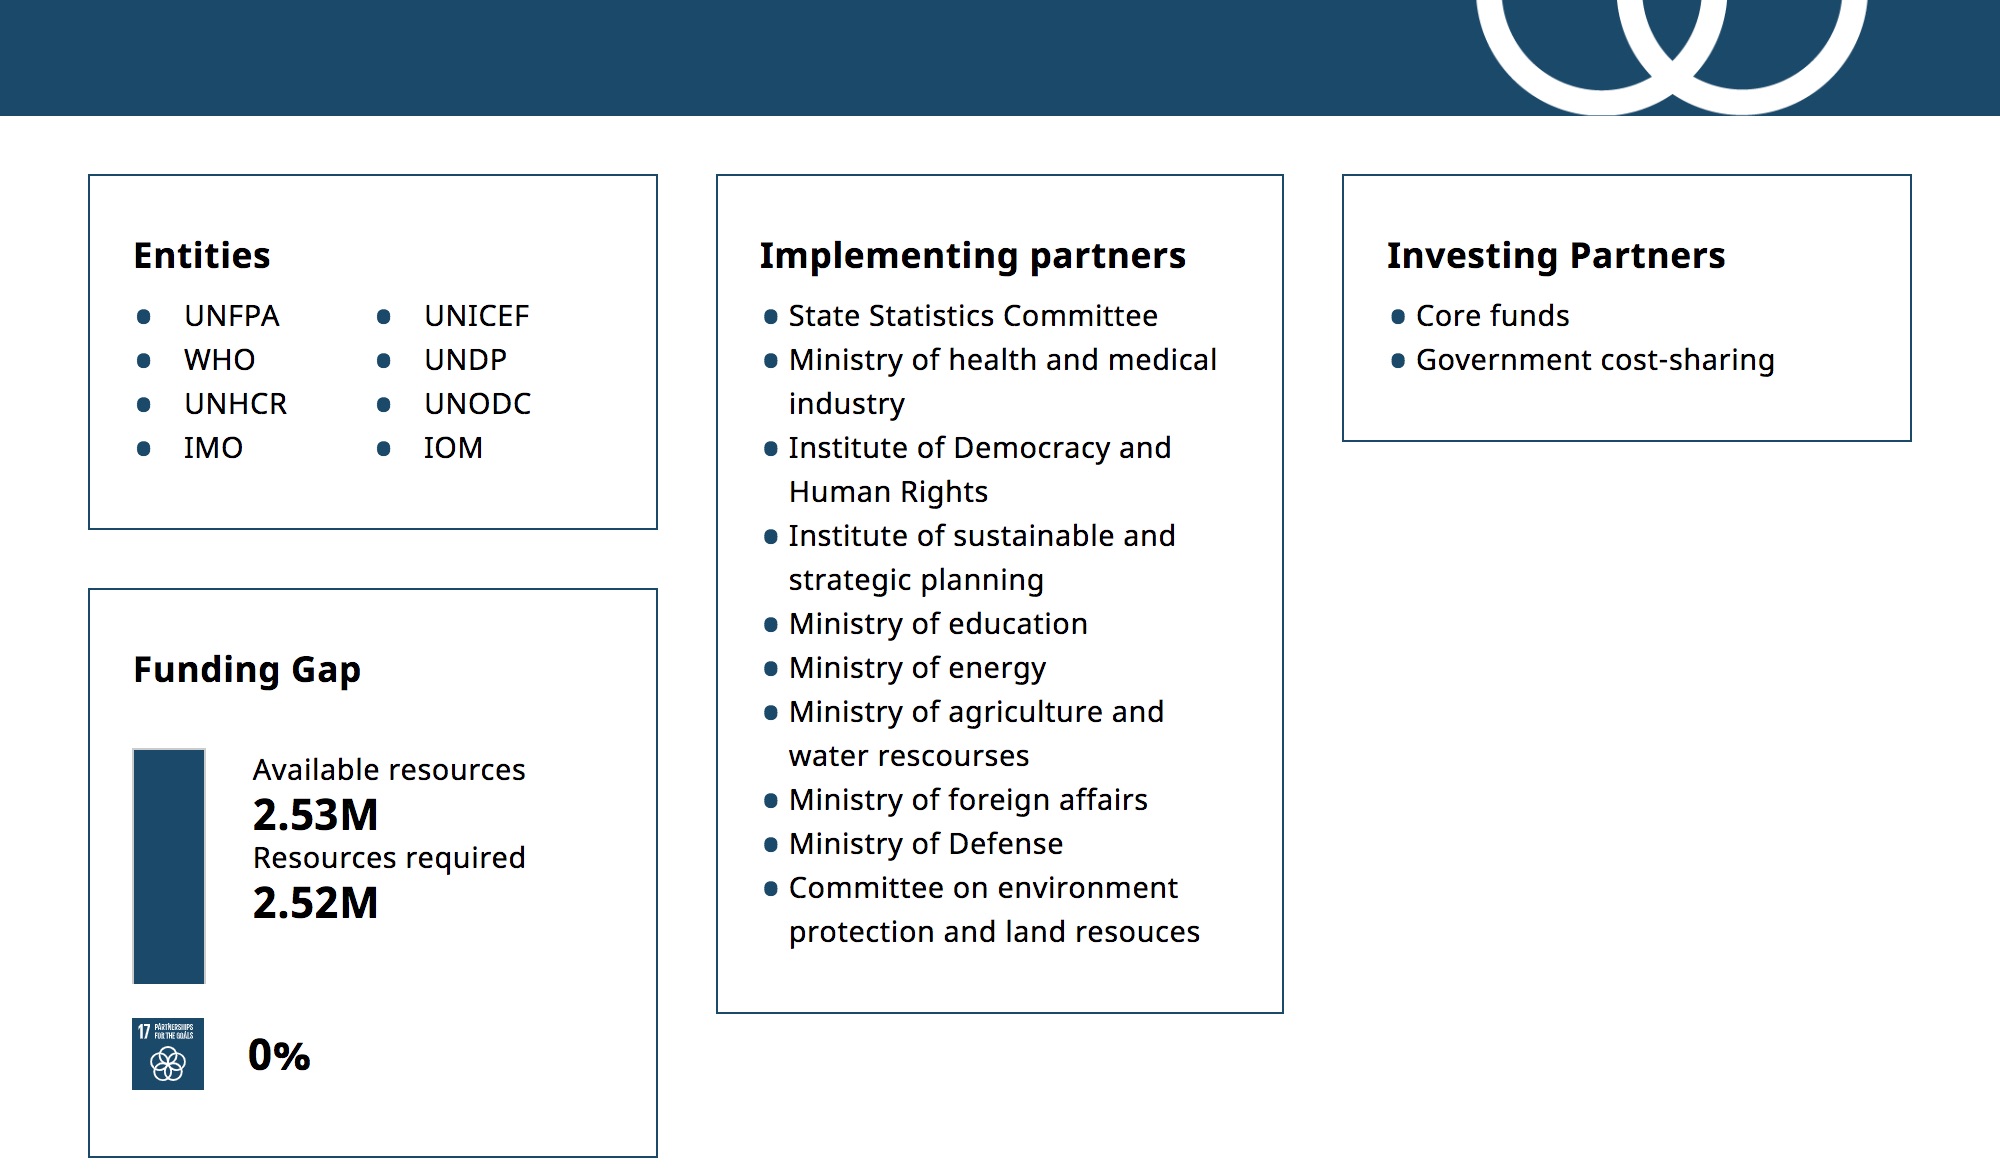 Entities
UNFPA
WHO
UNHCR
IMO
UNICEF
UNDP
UNODC
IOM
Funding Gap
Available resources
2.53M
Resources required
2.52M
17 PARTNERSHIPS
FOR THE GOALS
0%
Implementing partners
State Statistics Committee
Ministry of health and medical
industry
Institute of Democracy and
Human Rights
Institute of sustainable and
strategic planning
Ministry of education
Ministry of energy
Ministry of agriculture and
water rescourses
Ministry of foreign affairs
Ministry of Defense
Committee on environment
protection and land resouces
Investing Partners
Core funds
Government cost-sharing